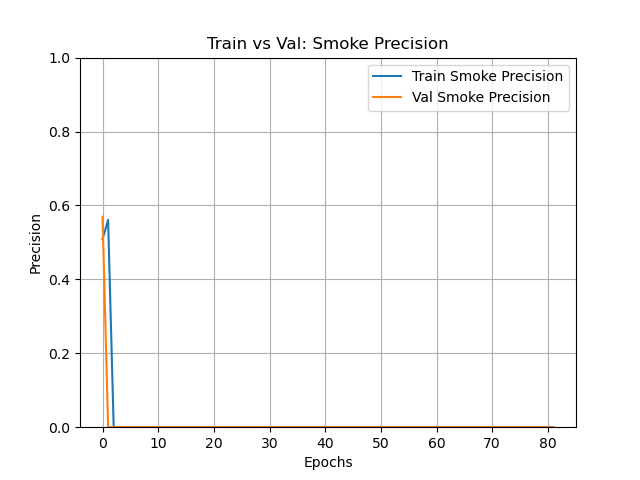 Train vs Val: Smoke Precision
Train Smoke Precision
Val Smoke Precision
Precision
1.0
0.8
0.6
0.4
0.2
0.0
0 10 20 30 40 50 60 70 80
Epochs